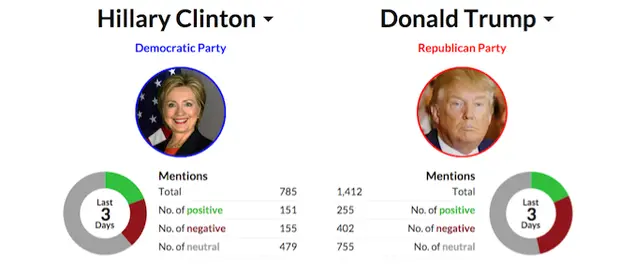 Hillary Clinton
Democratic Party
Mentions
Last 3 Days
Total 785
No. of positive 151
No. of negative 155
No. of neutral 479
Donald Trump
Republican Party
Mentions
1,412 Total
255 No. of positive
402 No. of negative
755 No. of neutral
Last 3 Days